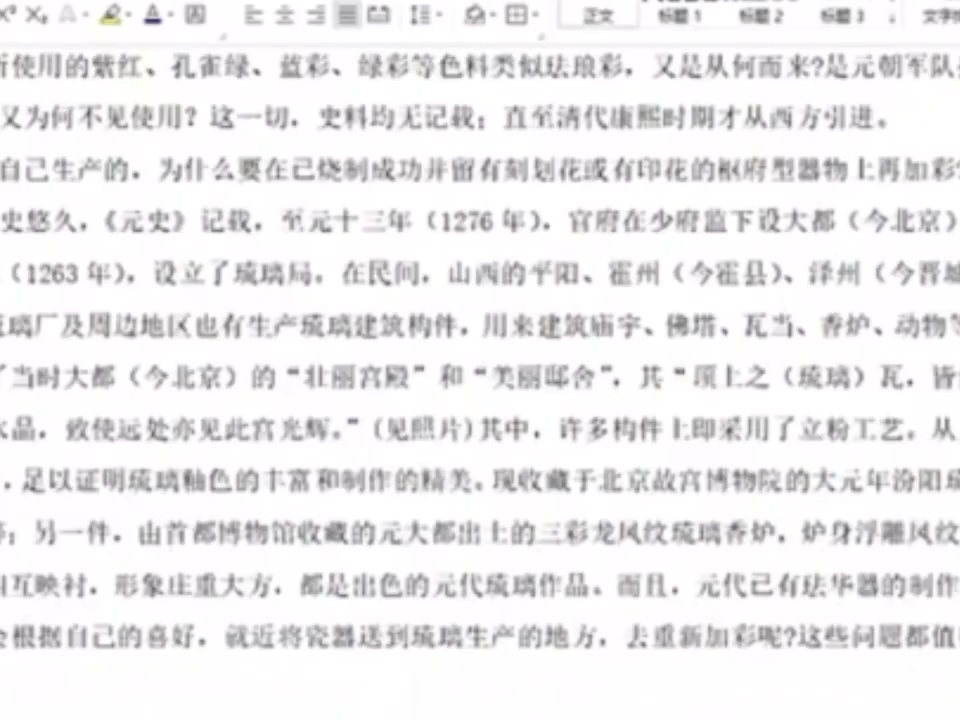 正文 标题 1 标题 2 标题 3
所使用的紫红、孔雀绿、蓝彩、绿彩等色料类似珐琅彩，又是从何而来?是元朝军队
又为何不见使用？这一切，史料均无记载；直至清代康熙时期才从西方引进。
自己生产的，为什么要在已烧制成功并留有刻划花或有印花的枢府型器物上再加彩?
史悠久，《元史》记载，至元十三年（1276 年），官府在少府监下设大都（今北京）
（1263 年），设立了琉璃局。在民间，山西的平阳、霍州（今霍县）、泽州（今晋城
琉璃厂及周边地区也有生产琉璃建筑构件，用来建筑庙宇、佛塔、瓦当、香炉、动物等
了当时大都（今北京）的“壮丽宫殿”和“美丽邸舍”，其“顶上之（琉璃）瓦，皆
水晶，致使远处亦见此宫光辉。”(见照片)其中，许多构件上即采用了立粉工艺。从
，足以证明琉璃釉色的丰富和制作的精美。现收藏于北京故宫博物院的大元年汾阳琉
；另一件，由首都博物馆收藏的元大都出土的三彩龙凤纹琉璃香炉，炉身浮雕凤纹
相互映衬，形象庄重大方，都是出色的元代琉璃作品。而且，元代已有珐华器的制作
会根据自己的喜好，就近将瓷器送到琉璃生产的地方，去重新加彩呢?这些问题都值